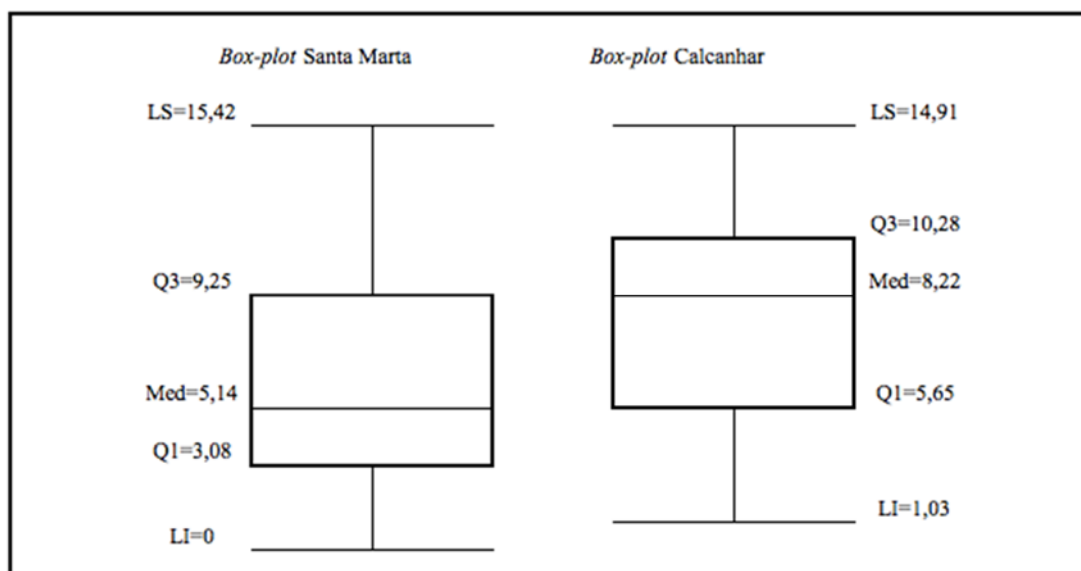 Box-plot Santa Marta
LS=15,42
Q3=9,25
Med=5,14
Q1=3,08
LI=0
Box-plot Calcanhar
LS=14,91
Q3=10,28
Med=8,22
Q1=5,65
LI=1,03